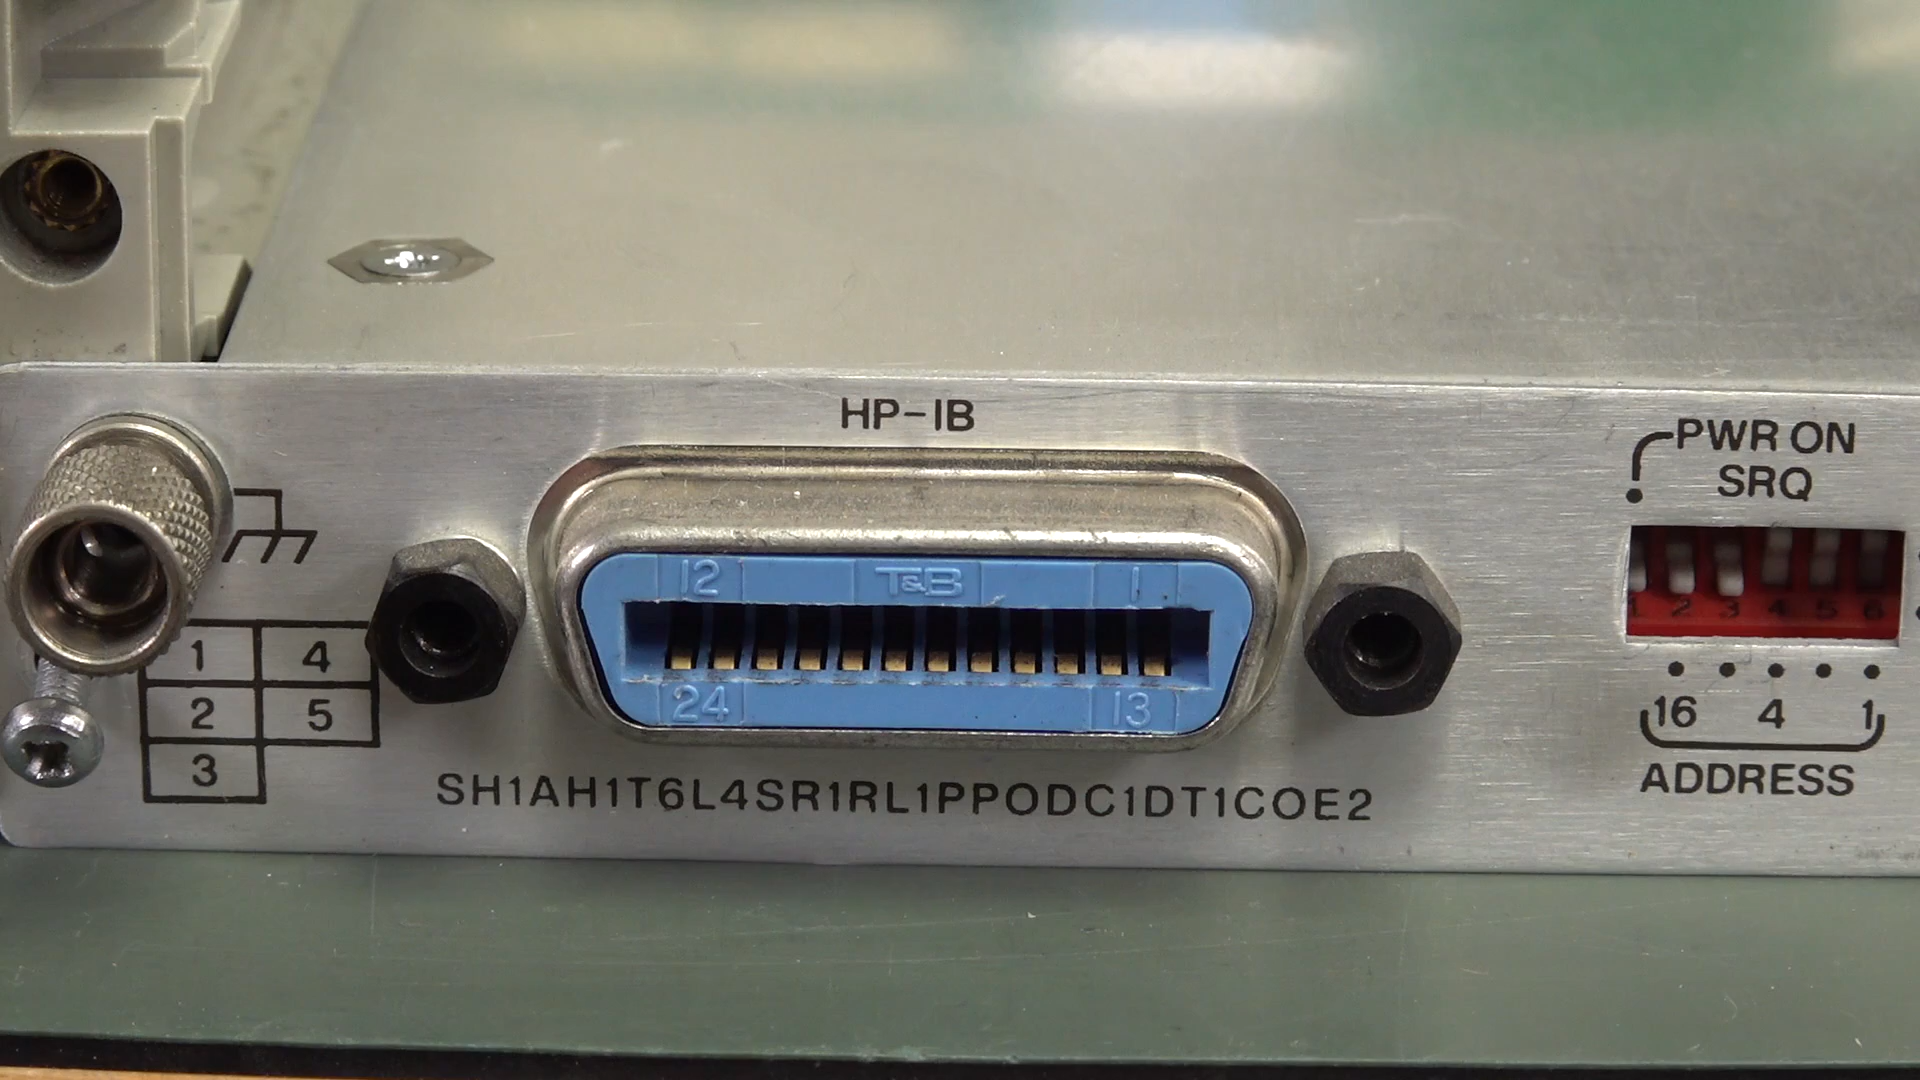 HP-IB
PWR ON
SRQ
12 T&B 1
24 13
1 2 3 4 5 6
1 4
2 5
3
16 4 1
ADDRESS
SH1AH1T6L4SR1RL1PPODC1DT1COE2